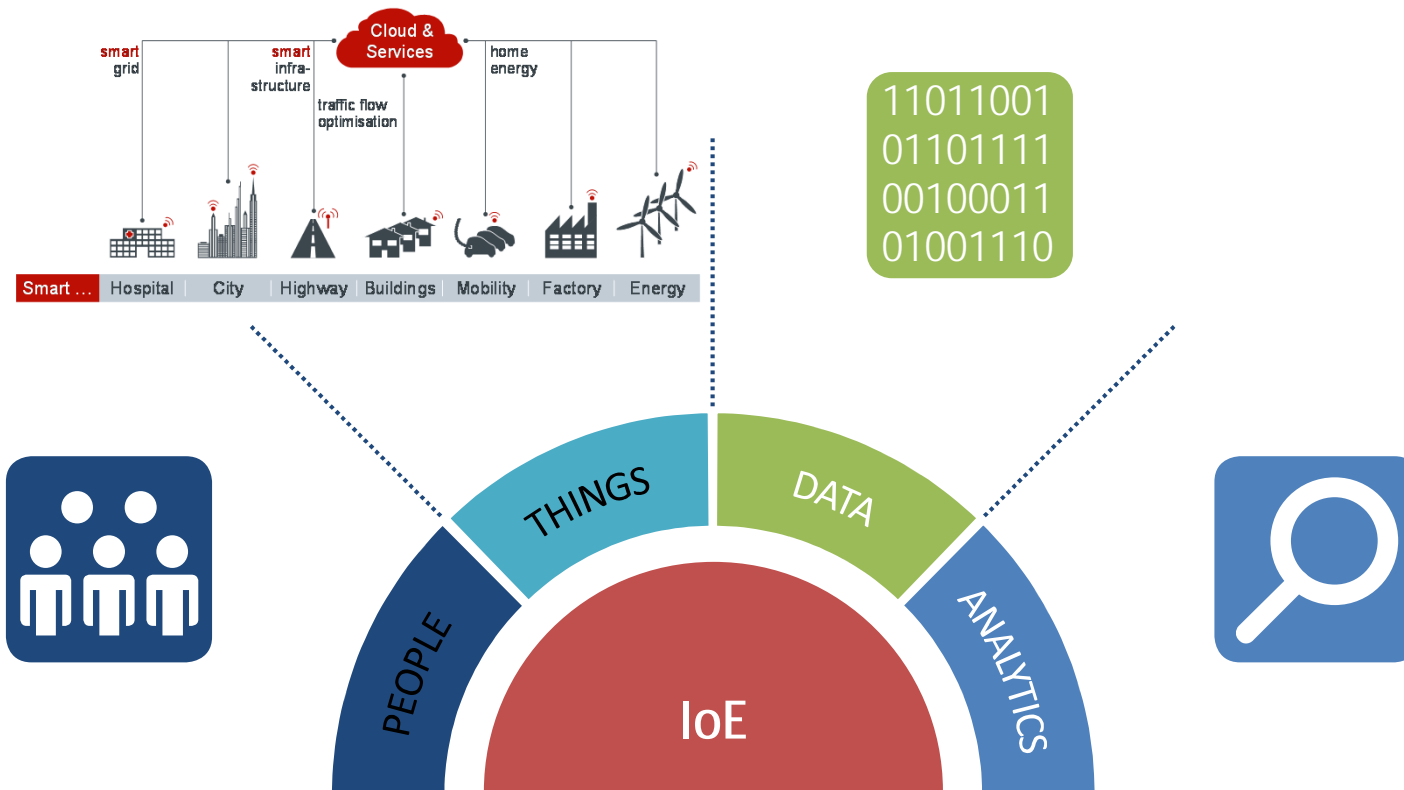 Cloud &
Services
smart
grid
smart
infra-
structure
traffic flow
optimisation
home
energy
Smart ...
Hospital
City
Highway
Buildings
Mobility
Factory
Energy
11011001
01101111
00100011
01001110
PEOPLE
THINGS
DATA
ANALYTICS
IoE